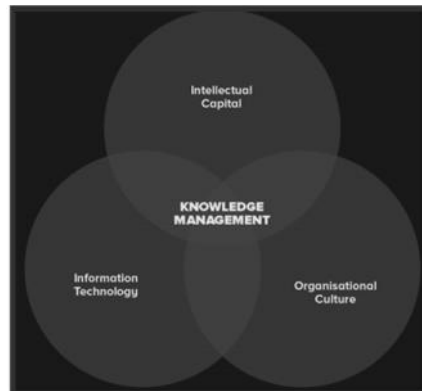 Intellectual
Capital
KNOWLEDGE
MANAGEMENT
Information
Technology
Organisational
Culture